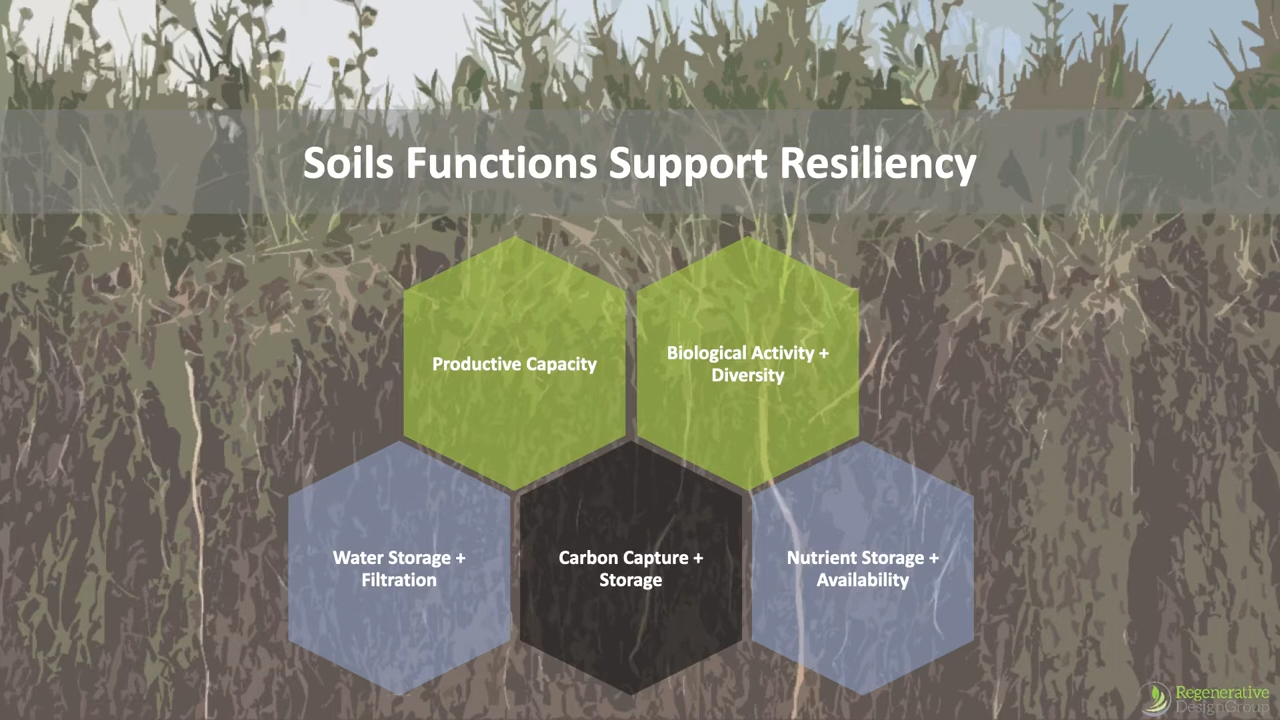 Soils Functions Support Resiliency
Productive Capacity
Biological Activity +
Diversity
Water Storage +
Filtration
Carbon Capture +
Storage
Nutrient Storage +
Availability
Regenerative
DesignGroup